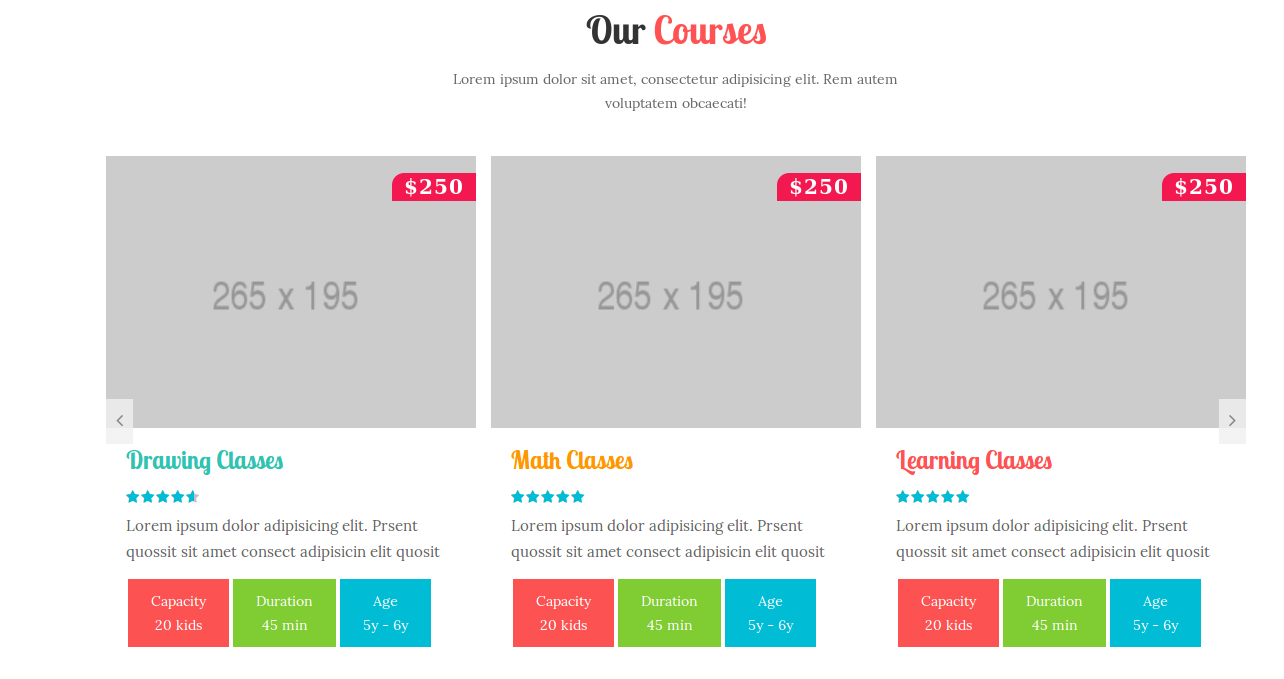 Our Courses
Lorem ipsum dolor sit amet, consectetur adipisicing elit. Rem autem
voluptatem obcaecati!
$250
265 x 195
Drawing Classes
Lorem ipsum dolor adipisicing elit. Prsent
quossit sit amet consect adipisicin elit quosit
Capacity
20 kids
Duration
45 min
Age
5y - 6y
$250
265 x 195
Math Classes
Lorem ipsum dolor adipisicing elit. Prsent
quossit sit amet consect adipisicin elit quosit
Capacity
20 kids
Duration
45 min
Age
5y - 6y
$250
265 x 195
Learning Classes
Lorem ipsum dolor adipisicing elit. Prsent
quossit sit amet consect adipisicin elit quosit
Capacity
20 kids
Duration
45 min
Age
5y - 6y